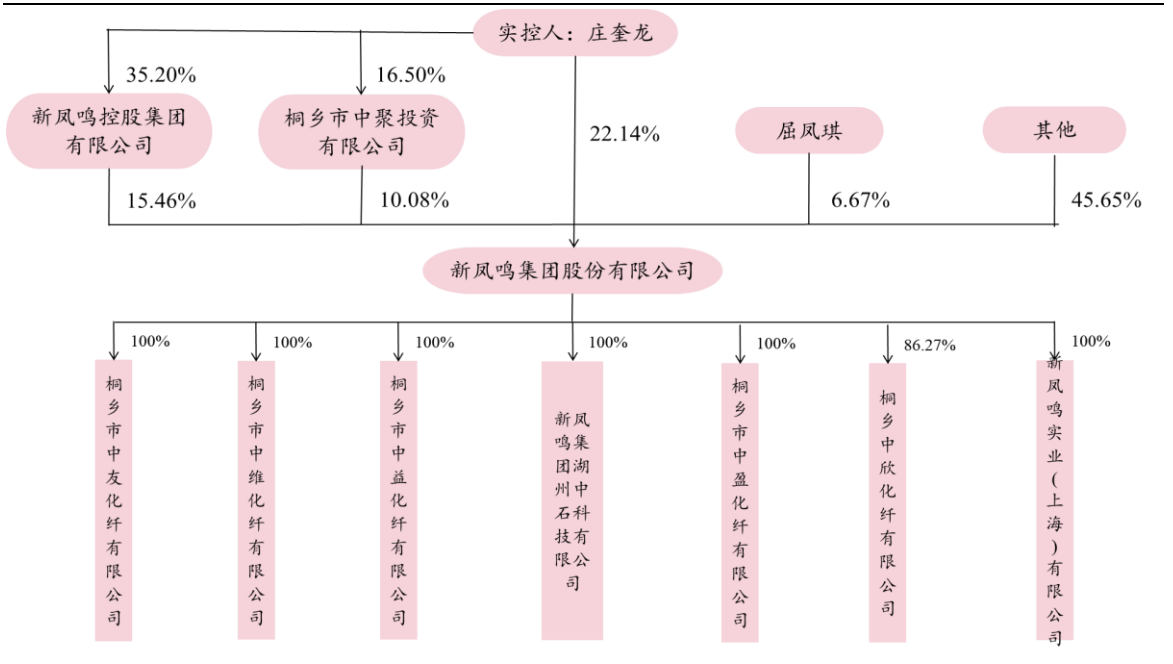 实控人：庄奎龙
35.20%
16.50%
新凤鸣控股集团
有限公司
桐乡市中聚投资
有限公司
22.14%
屈凤琪
其他
15.46%
10.08%
6.67%
45.65%
新凤鸣集团股份有限公司
100%
100%
100%
100%
100%
86.27%
100%
桐乡市中友化纤有限公司
桐乡市中维化纤有限公司
桐乡市中益化纤有限公司
新凤
鸣集
团湖
州中
石科
技有
限公
司
桐乡市中盈化纤有限公司
桐乡中欣化纤有限公司
新凤鸣实业(上海)有限公司